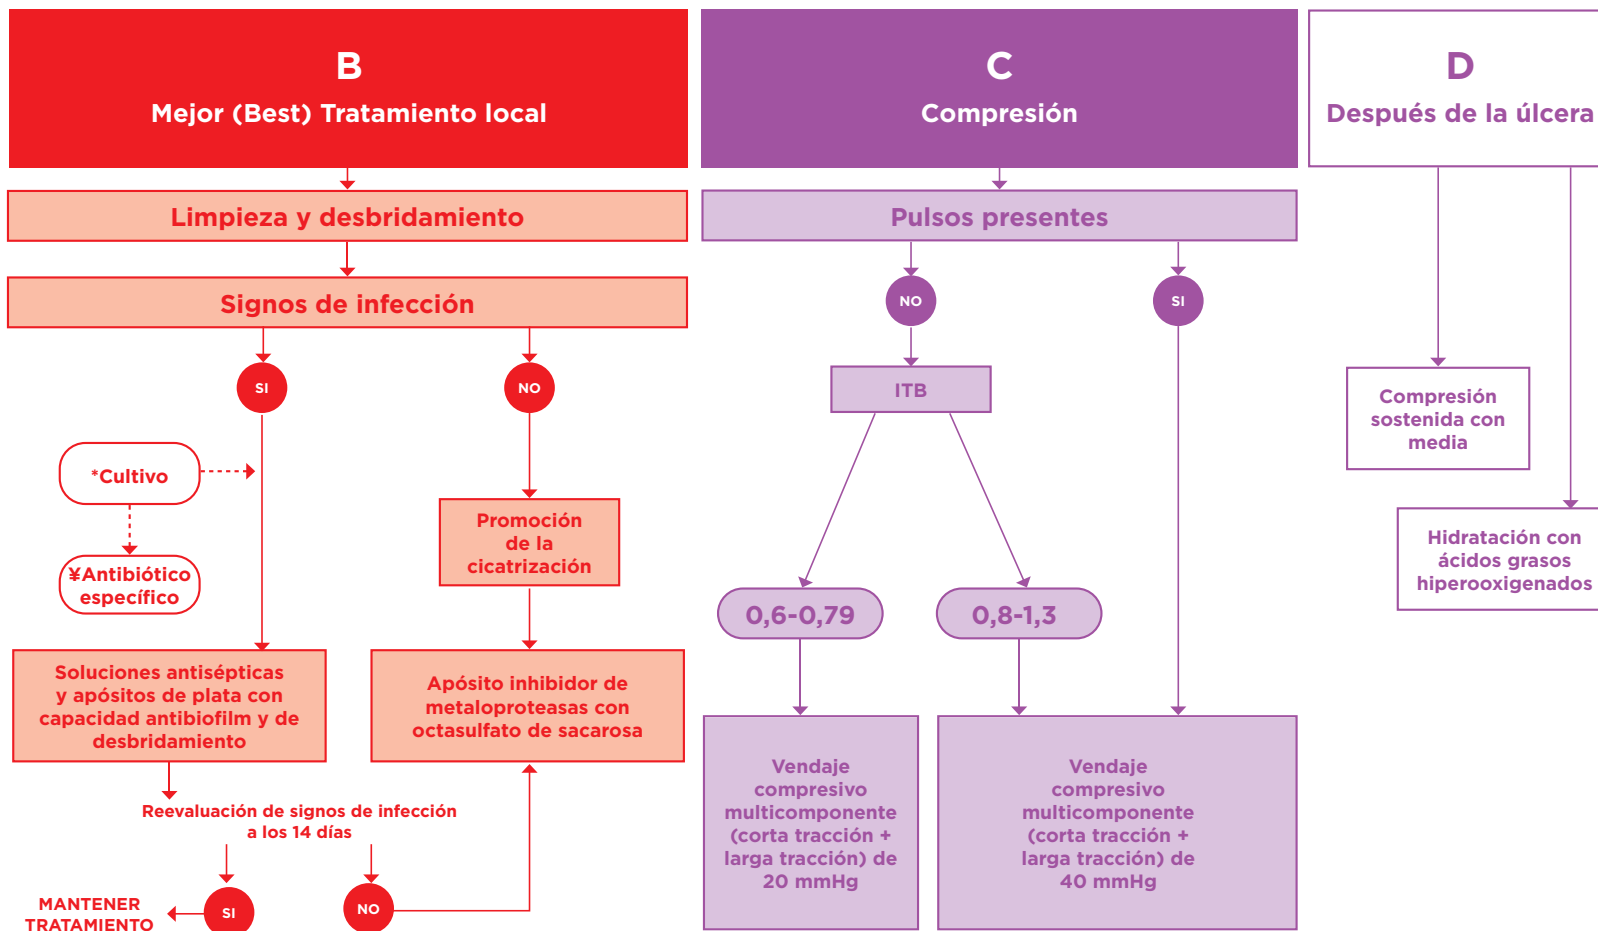 B
Mejor (Best) Tratamiento local
Limpieza y desbridamiento
Signos de infección
SI
NO
*Cultivo
¥Antibiótico
específico
Promoción
de la
cicatrización
Soluciones antisépticas
y apósitos de plata con
capacidad antibiofilm y de
desbridamiento
Apósito inhibidor de
metaloproteasas con
octasulfato de sacarosa
Reevaluación de signos de infección
a los 14 días
SI
NO
MANTENER
TRATAMIENTO
C
Compresión
Pulsos presentes
NO
SI
ITB
0,6-0,79
0,8-1,3
Vendaje
compresivo
multicomponente
(corta tracción +
larga tracción) de
20 mmHg
Vendaje
compresivo
multicomponente
(corta tracción +
larga tracción) de
40 mmHg
D
Después de la úlcera
Compresión
sostenida con
media
Hidratación con
ácidos grasos
hiperooxigenados